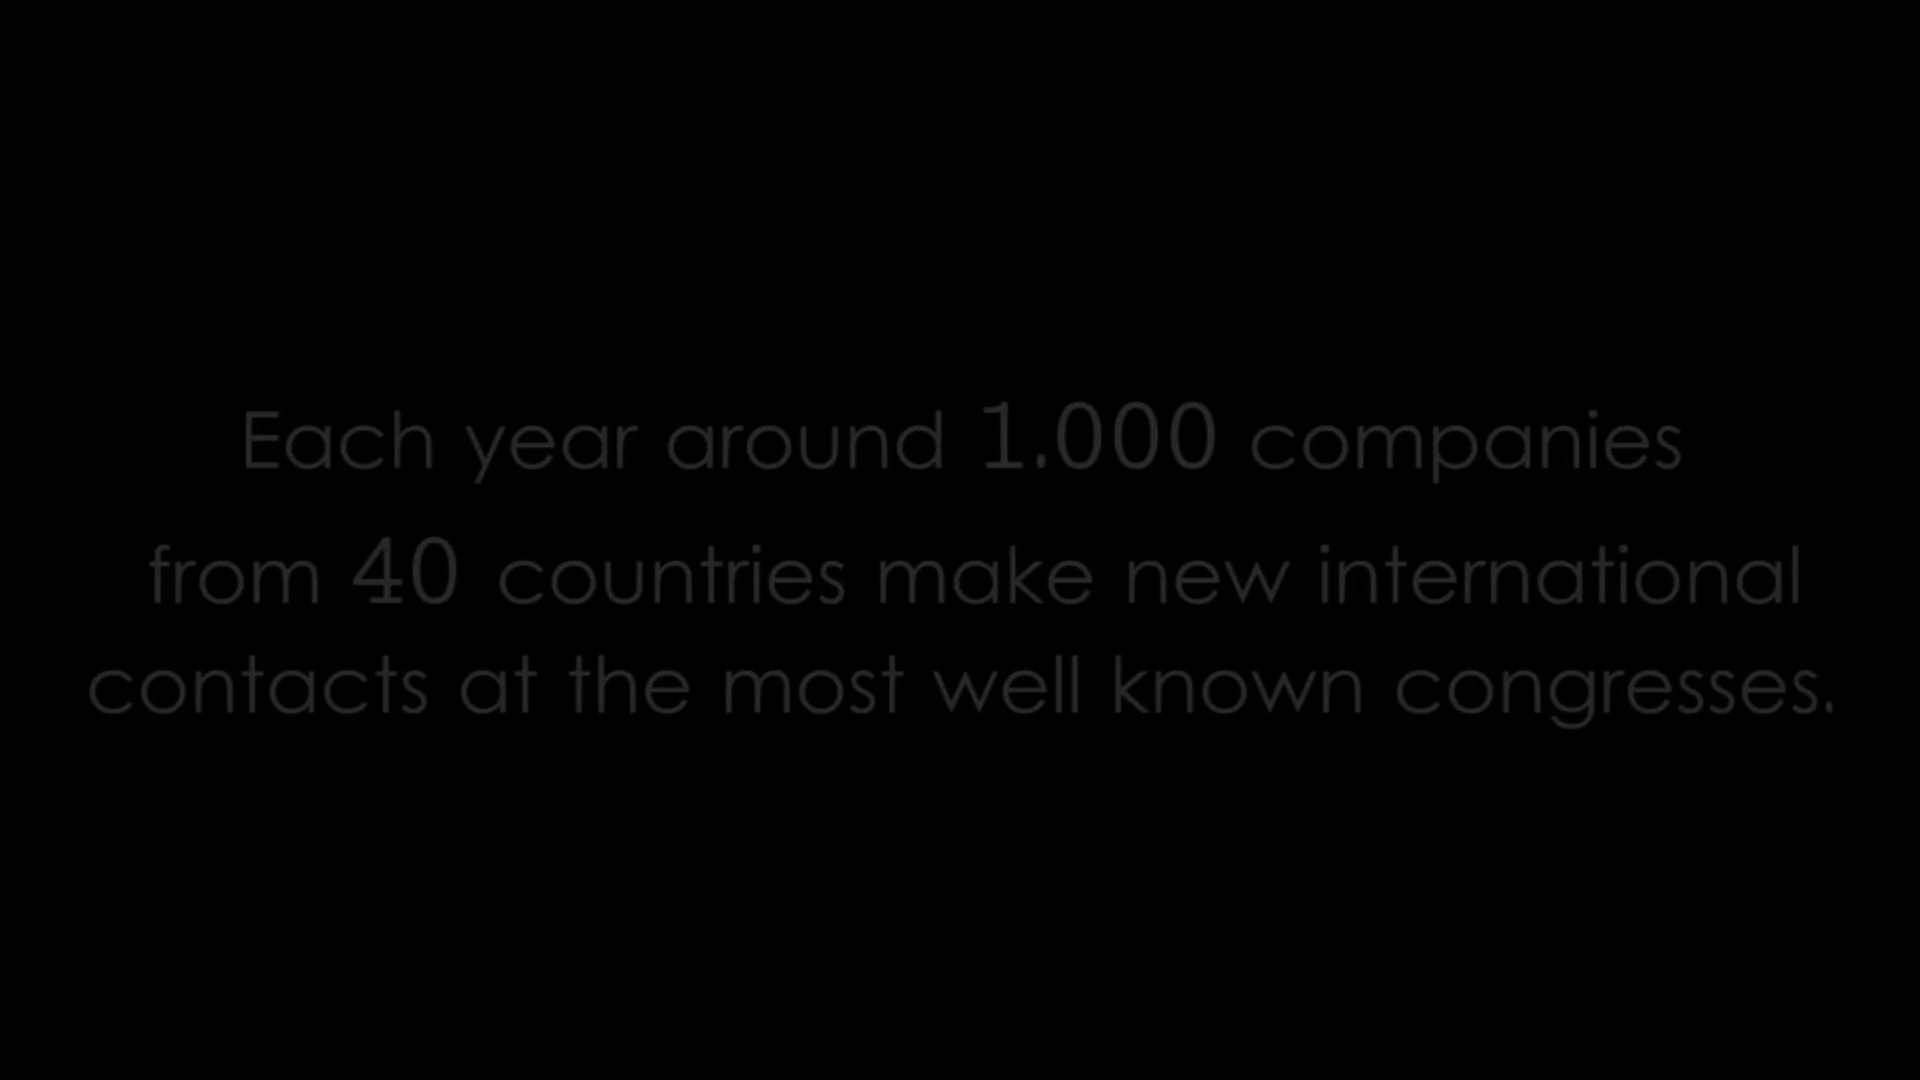 Each year around 1.000 companies
from 40 countries make new international
contacts at the most well known congresses.